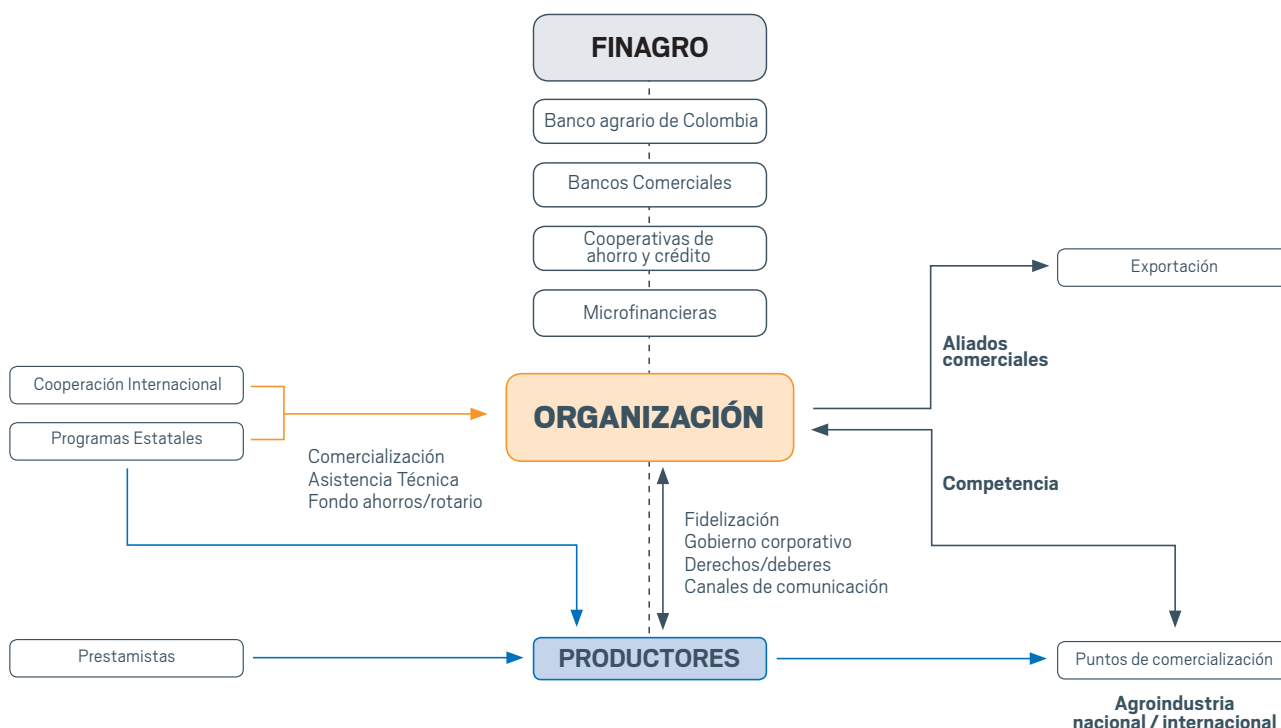 FINAGRO
Banco agrario de Colombia
Bancos Comerciales
Cooperativas de
ahorro y crédito
Microfinancieras
Exportación
Aliados
comerciales
Cooperación Internacional
Programas Estatales
ORGANIZACIÓN
Comercialización
Asistencia Técnica
Fondo ahorros/rotario
Competencia
Fidelización
Gobierno corporativo
Derechos/deberes
Canales de comunicación
Prestamistas
PRODUCTORES
Puntos de comercialización
Agroindustria
nacional / internacional